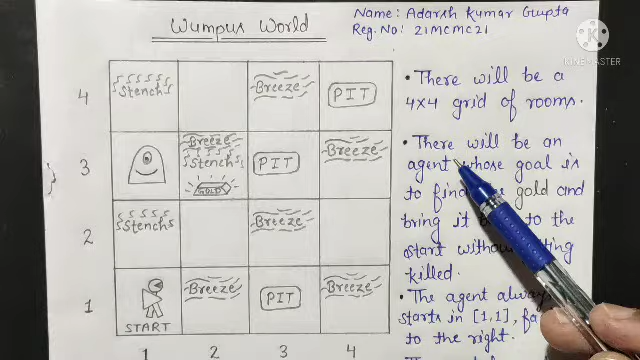 Wumpus World
Name: Adarsh Kumar Gupta
Reg.No: 21MCMC21
KINEMASTER
4
Stench
Breeze
PIT
3
Breeze
Stench
GOLD
PIT
Breeze
2
Stench
Breeze
1
START
Breeze
PIT
Breeze
1 2 3 4
• There will be a
4x4 grid of rooms.
• There will be an
agent whose goal is
to find gold and
bring it to the
start
killed.
• The agent
starts in [1,1],
to the right.